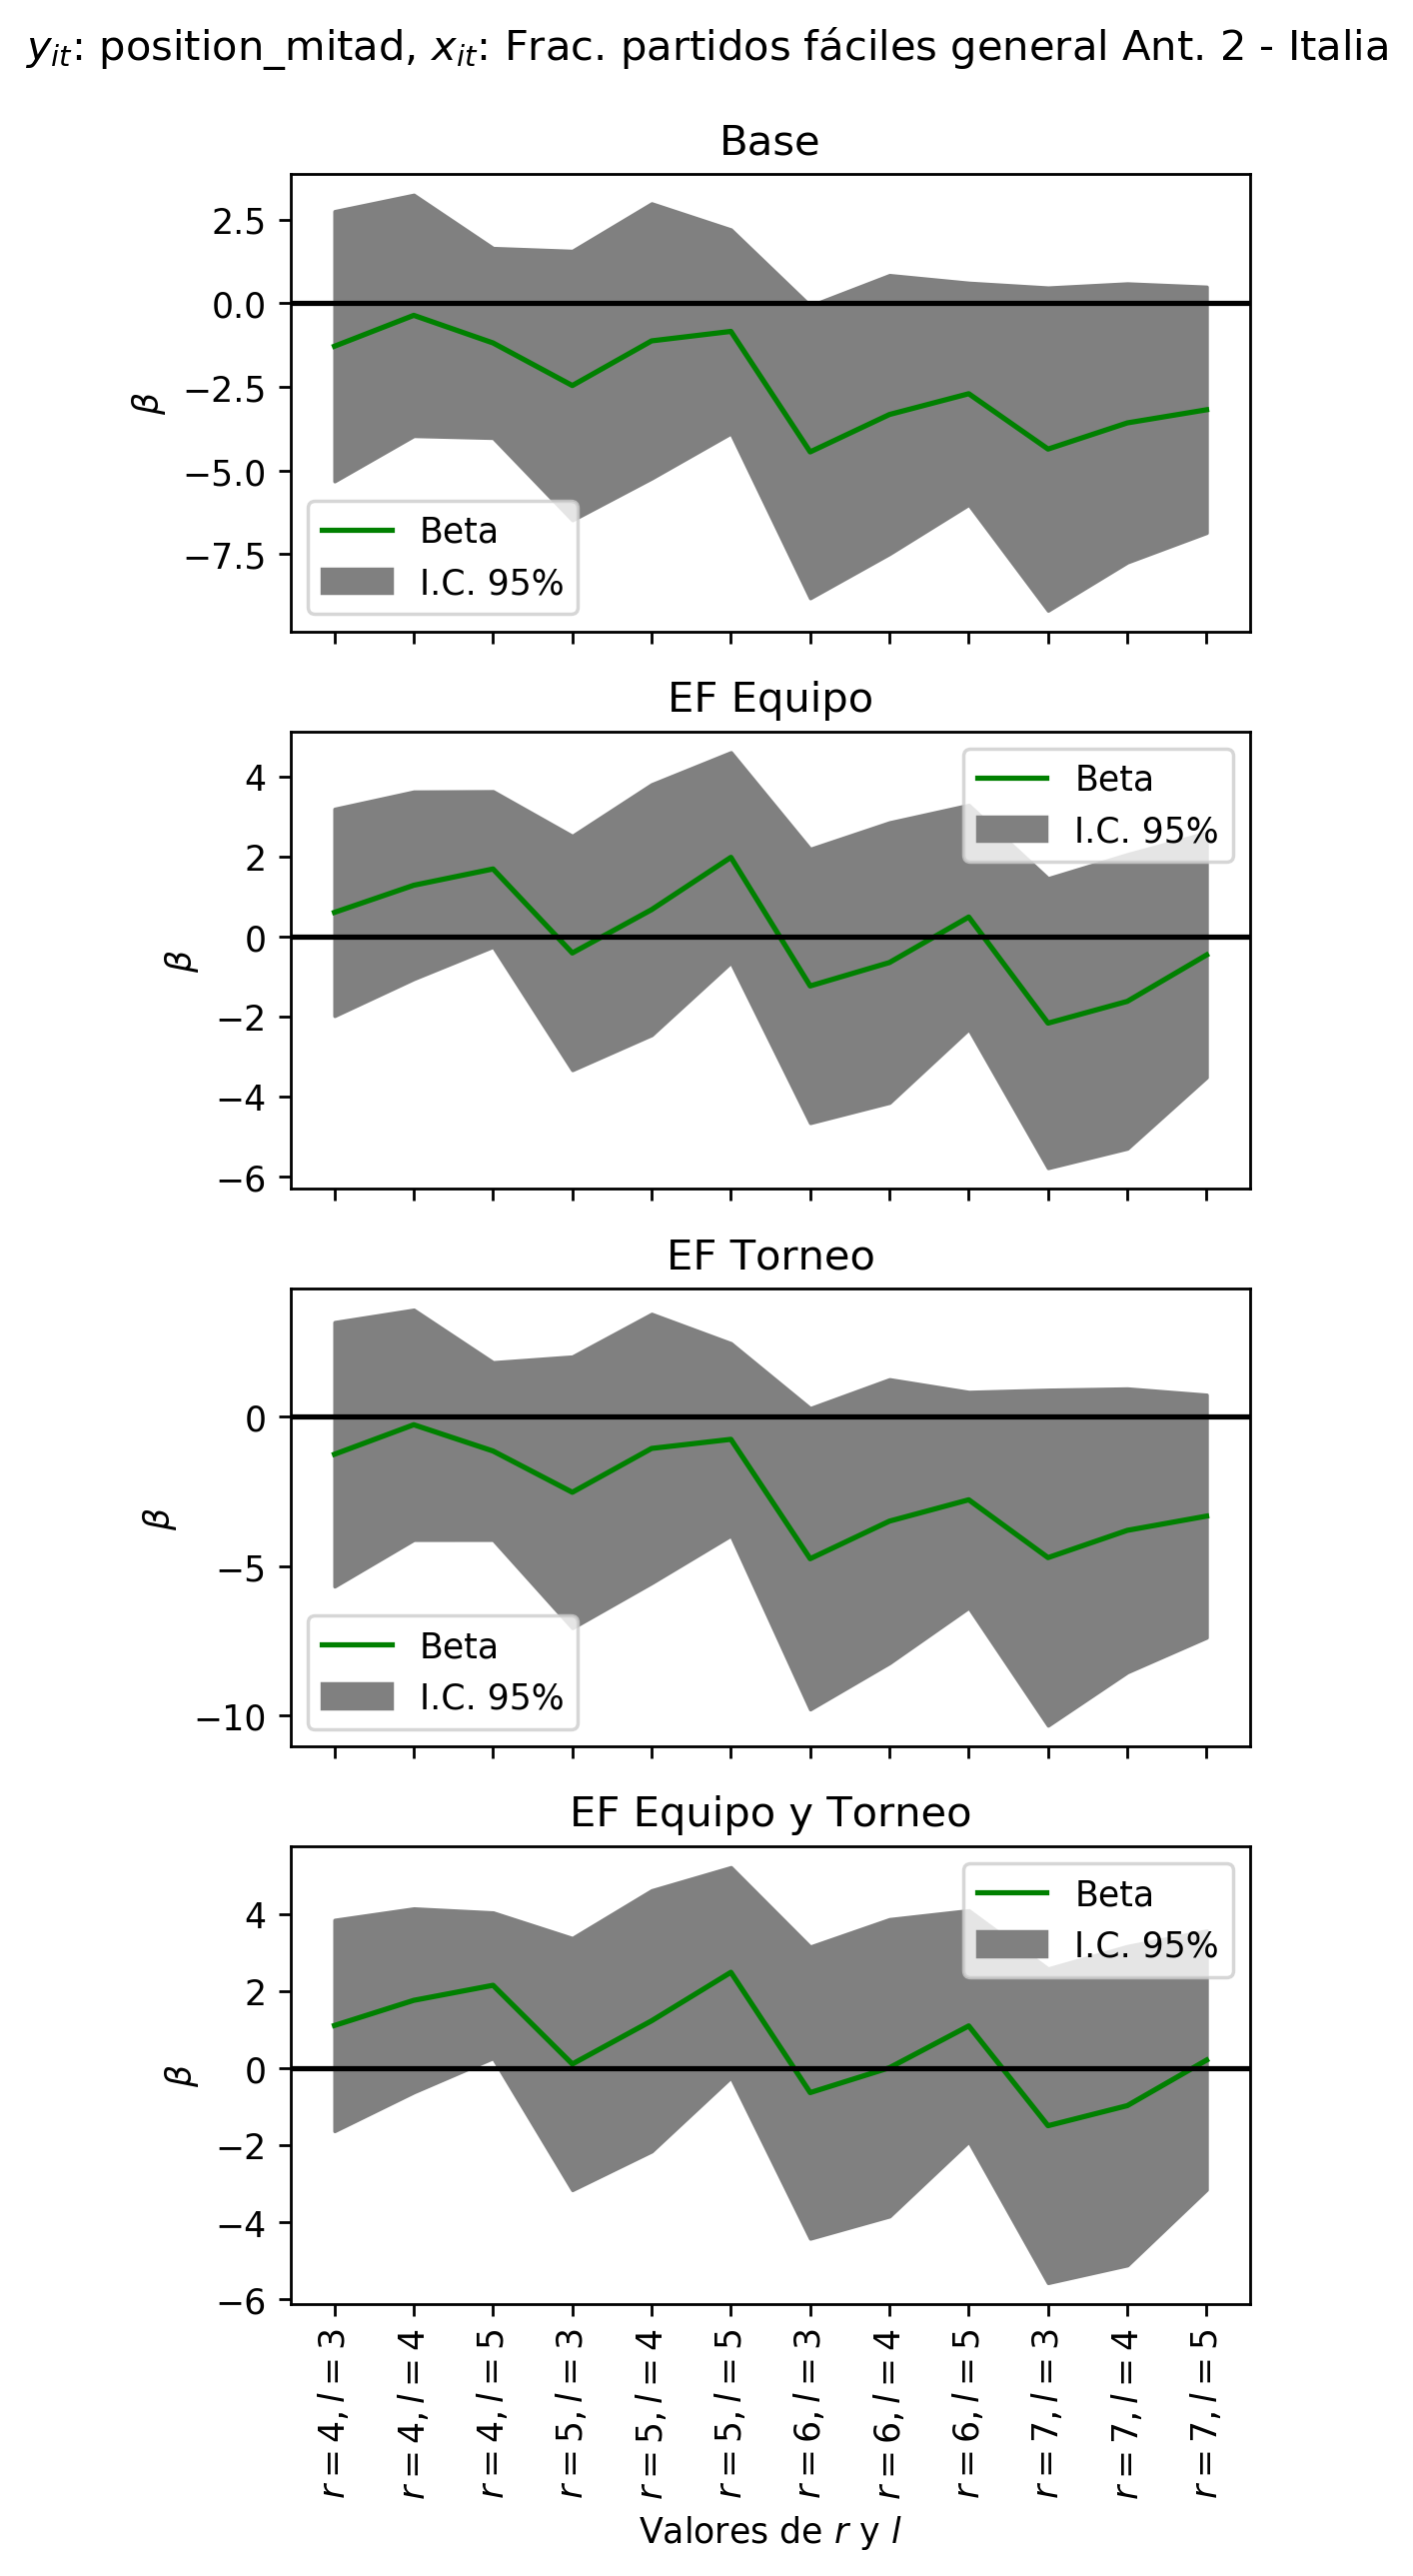 y_it: position_mitad, x_it: Frac. partidos fáciles general Ant. 2 - Italia
Base
2.5
0.0
−2.5
−5.0
−7.5
β
Beta
I.C. 95%
EF Equipo
4
2
0
−2
−4
−6
β
Beta
I.C. 95%
EF Torneo
0
−5
−10
β
Beta
I.C. 95%
EF Equipo y Torneo
4
2
0
−2
−4
−6
β
Beta
I.C. 95%
r = 4, l = 3
r = 4, l = 4
r = 4, l = 5
r = 5, l = 3
r = 5, l = 4
r = 5, l = 5
r = 6, l = 3
r = 6, l = 4
r = 6, l = 5
r = 7, l = 3
r = 7, l = 4
r = 7, l = 5
Valores de r y l